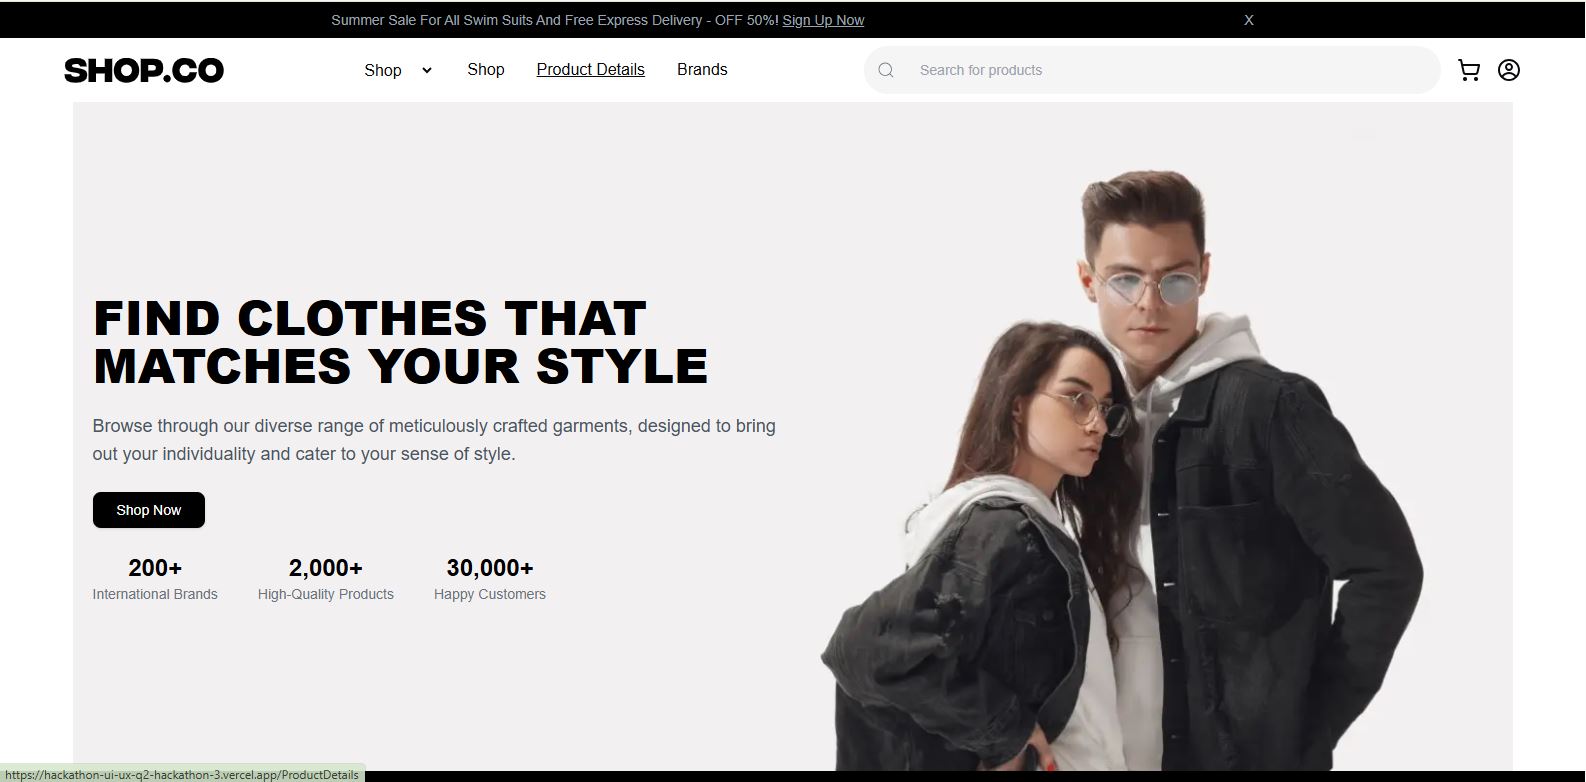 Summer Sale For All Swim Suits And Free Express Delivery - OFF 50%! Sign Up Now X
SHOP.CO Shop Shop Product Details Brands Search for products
FIND CLOTHES THAT
MATCHES YOUR STYLE
Browse through our diverse range of meticulously crafted garments, designed to bring
out your individuality and cater to your sense of style.
Shop Now
200+ 2,000+ 30,000+
International Brands High-Quality Products Happy Customers
https://hackathon-ui-ux-q2-hackathon-3.vercel.app/ProductDetails